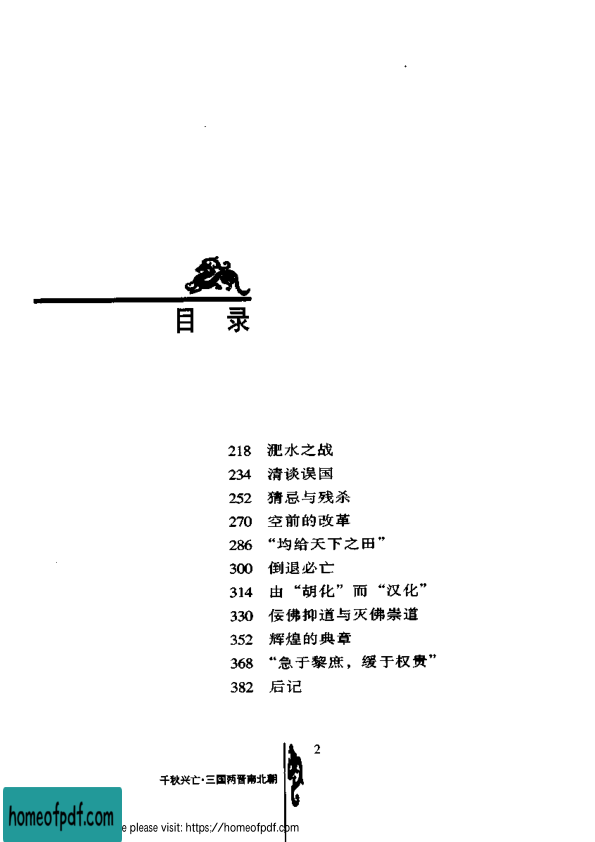 目 录
218 淝水之战
234 清谈误国
252 猜忌与残杀
270 空前的改革
286 “均给天下之田”
300 倒退必亡
314 由“胡化”而“汉化”
330 佞佛抑道与灭佛崇道
352 辉煌的典章
368 “急于黎庶，缓于权贵”
382 后记
2
千秋兴亡·三国两晋南北朝
homeofpdf.com
e please visit: https://homeofpdf.com